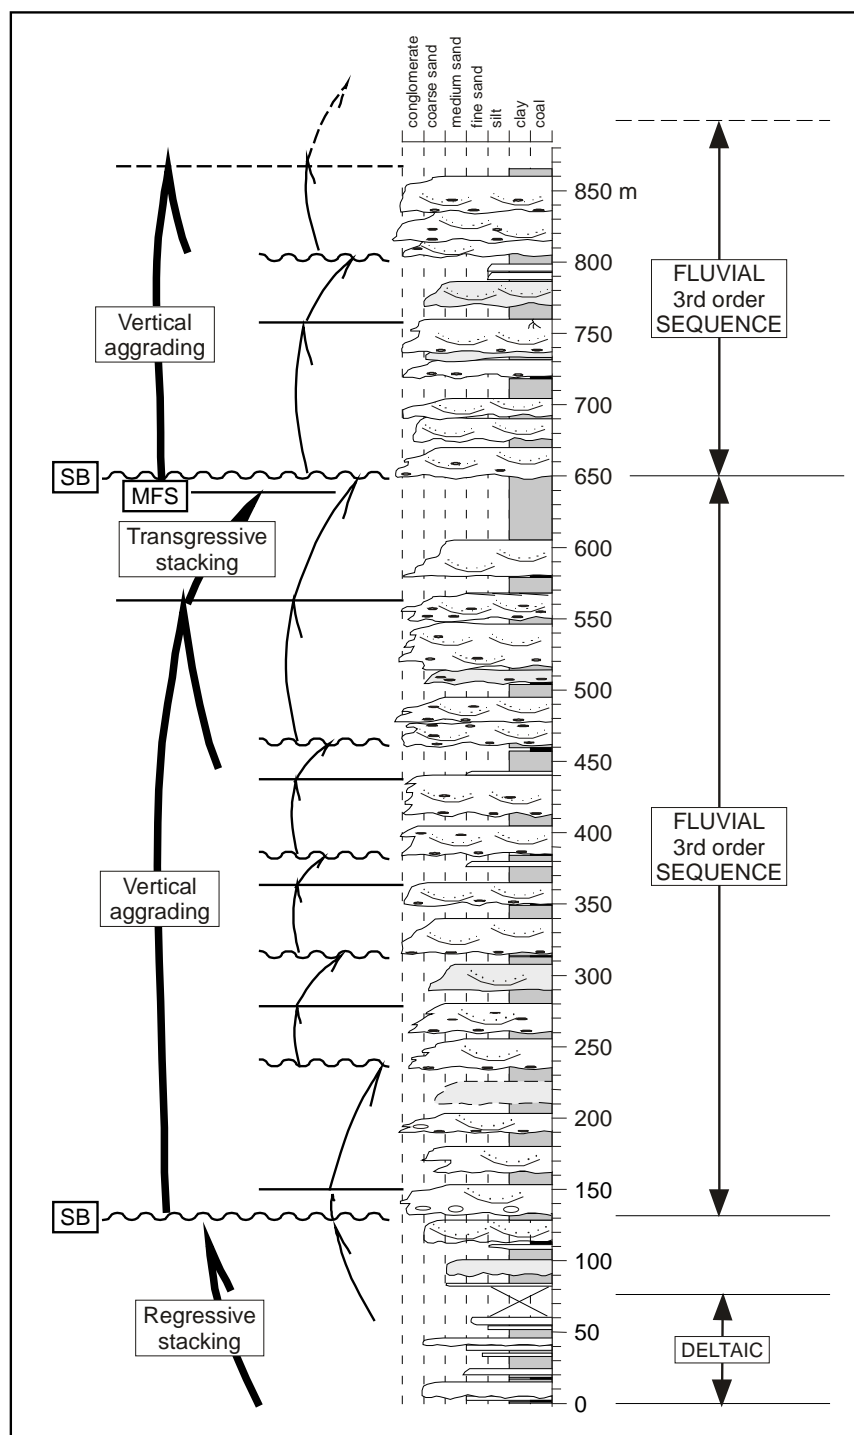 conglomerate
coarse sand
medium sand
fine sand
silt
clay
coal
850 m
800
750
700
650
600
550
500
450
400
350
300
250
200
150
100
50
0
Vertical
aggrading
SB
MFS
Transgressive
stacking
Vertical
aggrading
SB
Regressive
stacking
FLUVIAL
3rd order
SEQUENCE
FLUVIAL
3rd order
SEQUENCE
DELTAIC